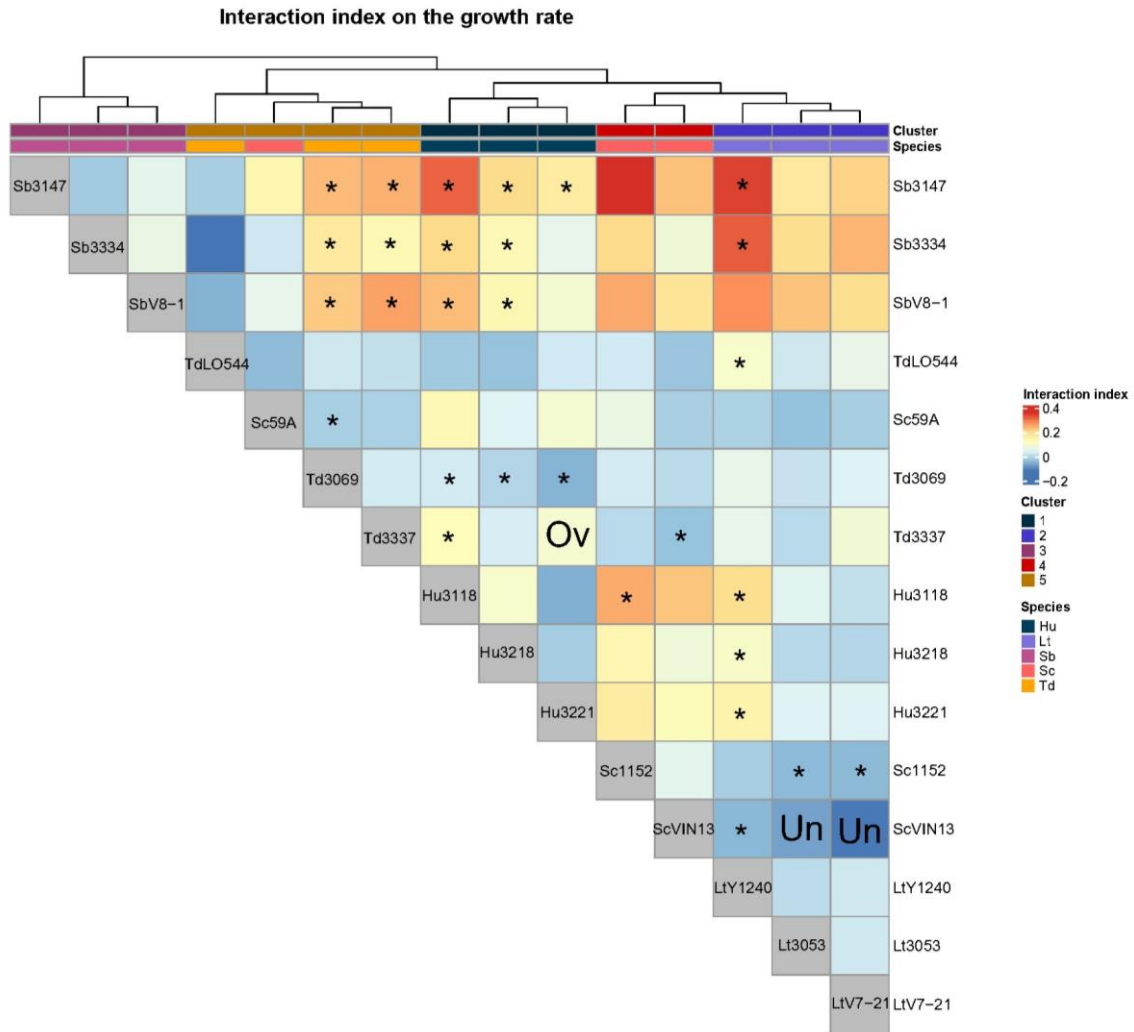 Interaction index on the growth rate
Cluster
Species
Sb3147 * * * * * * Sb3147
Sb3334 * * * * * Sb3334
SbV8−1 * * * * SbV8−1
TdLO544 * TdLO544
Sc59A * Sc59A
Td3069 * * * Td3069
Td3337 * Ov * Td3337
Hu3118 * * Hu3118
Hu3218 * Hu3218
Hu3221 * Hu3221
Sc1152 * * Sc1152
ScVIN13 * Un Un ScVIN13
LtY1240 LtY1240
Lt3053 Lt3053
LtV7−21 LtV7−21
Interaction index
0.4
0.2
0
−0.2
Cluster
1
2
3
4
5
Species
Hu
Lt
Sb
Sc
Td